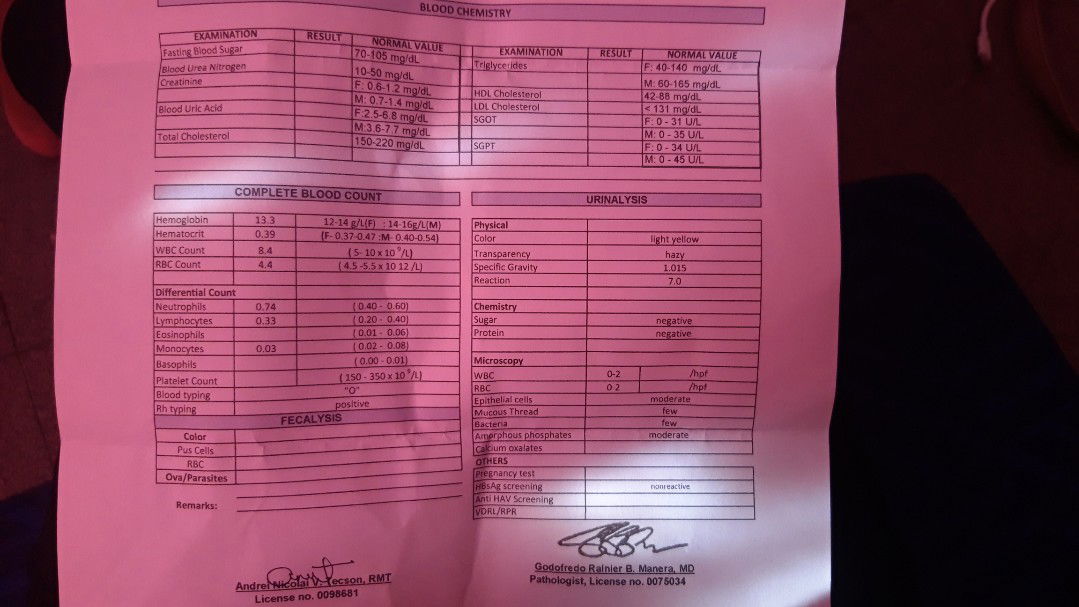 BLOOD CHEMISTRY
EXAMINATION RESULT NORMAL VALUE
Fasting Blood Sugar 70-105 mg/dL
Blood Urea Nitrogen 10-50 mg/dL
Creatinine F: 0.6-1.2 mg/dL
M: 0.7-1.4 mg/dL
Blood Uric Acid F:2.5-6.8 mg/dL
M:3.6-7.7 mg/dL
Total Cholesterol 150-220 mg/dL
EXAMINATION RESULT NORMAL VALUE
Triglycerides F: 40-140 mg/dL
M: 60-165 mg/dL
HDL Cholesterol 42-88 mg/dL
LDL Cholesterol < 131 mg/dL
SGOT F: 0 - 31 U/L
M: 0 - 35 U/L
SGPT F: 0 - 34 U/L
M: 0 - 45 U/L
COMPLETE BLOOD COUNT
Hemoglobin 13.3 12-14 g/L(F) : 14-16g/L(M)
Hematocrit 0.39 (F- 0.37-0.47 :M- 0.40-0.54)
WBC Count 8.4 ( 5- 10 x 10 9/L)
RBC Count 4.4 ( 4.5 -5.5 x 10 12 /L)
Differential Count
Neutrophils 0.74 ( 0.40 - 0.60)
Lymphocytes 0.33 ( 0.20 - 0.40)
Eosinophils ( 0.01 - 0.06)
Monocytes 0.03 ( 0.02 - 0.08)
Basophils ( 0.00 - 0.01)
Platelet Count ( 150 - 350 x 10 9/L)
Blood typing "O"
Rh typing positive
FECALYSIS
Color
Pus Cells
RBC
Ova/Parasites
Remarks:
URINALYSIS
Physical
Color light yellow
Transparency hazy
Specific Gravity 1.015
Reaction 7.0
Chemistry
Sugar negative
Protein negative
Microscopy
WBC 0-2 /hpf
RBC 0 2 /hpf
Epithelial cells moderate
Mucous Thread few
Bacteria few
Amorphous phosphates moderate
Calcium oxalates
OTHERS
Pregnancy test
HBsAg screening nonreactive
Anti HAV Screening
VDRL/RPR
Andrei Nicolai V. Tecson, RMT
License no. 0098681
Godofredo Rainier B. Manera, MD
Pathologist, License no. 0075034